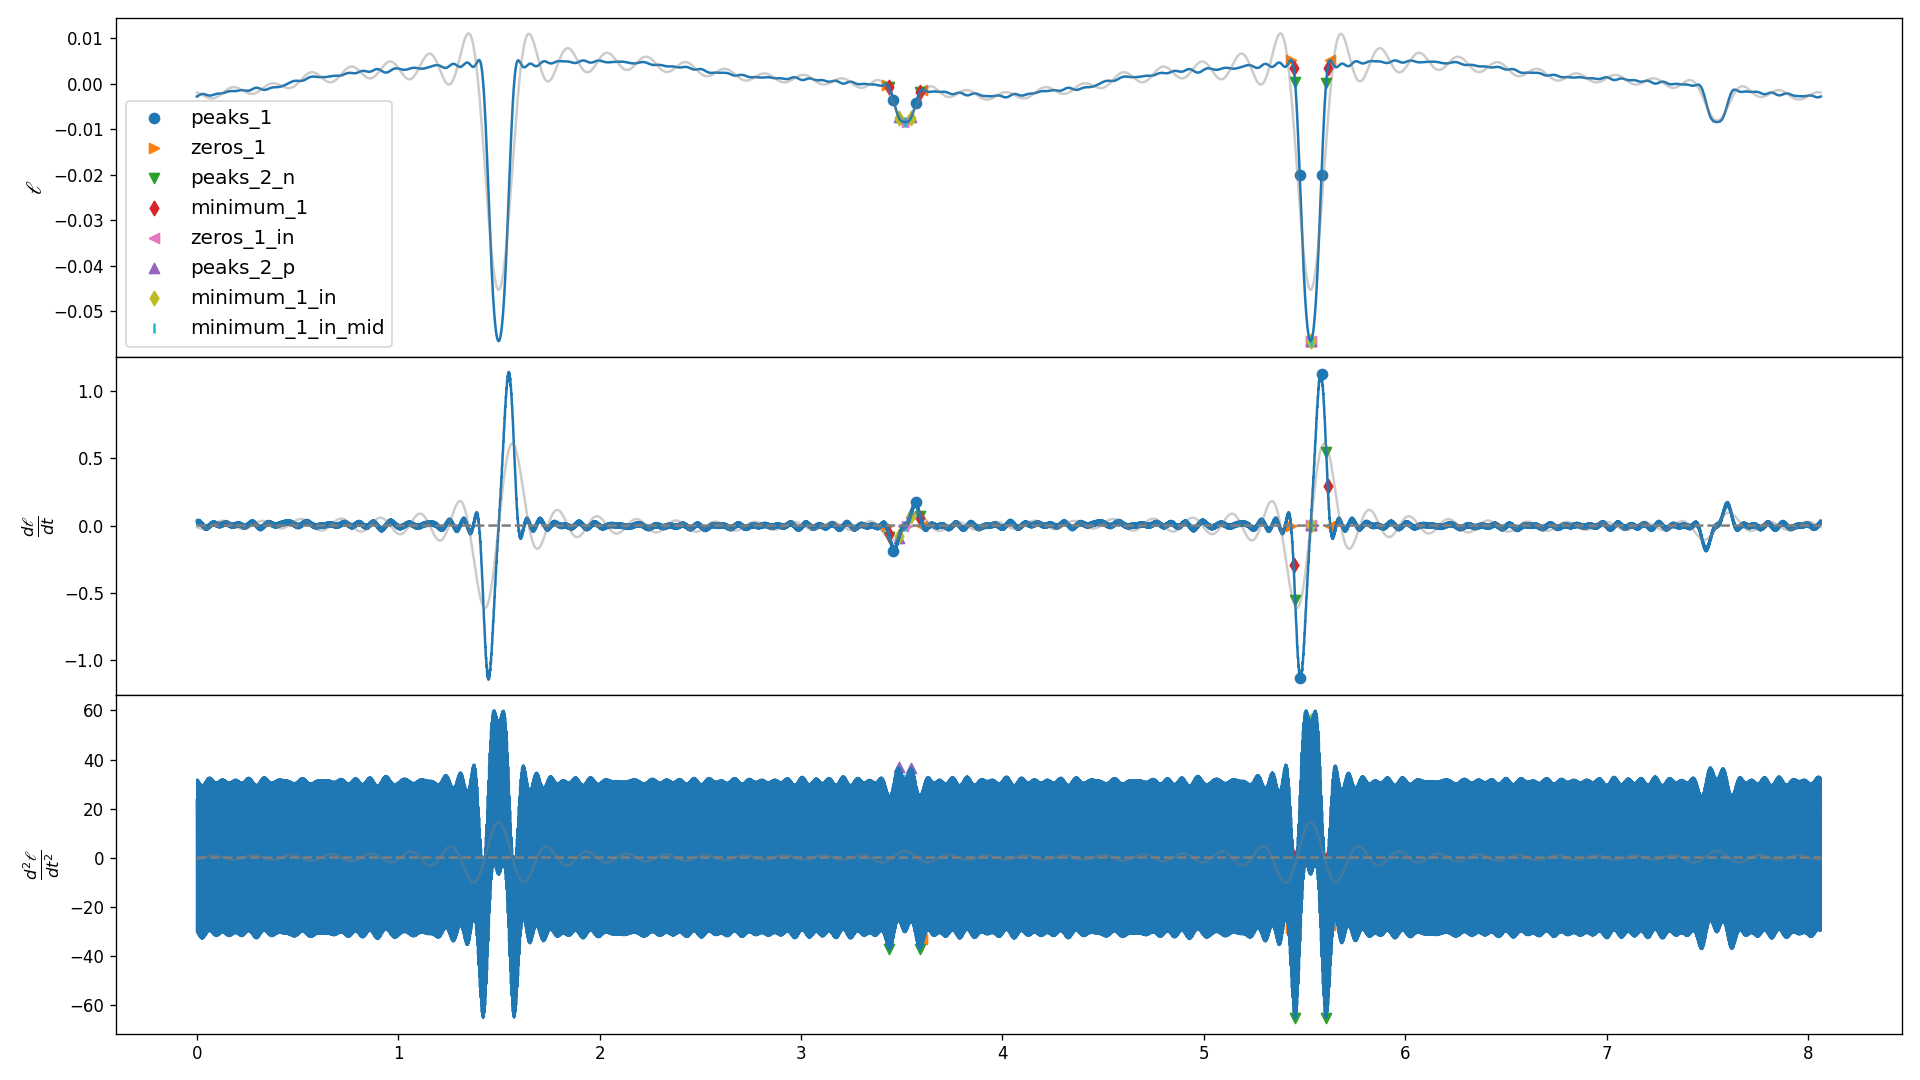 0.01
0.00
−0.01
−0.02
−0.03
−0.04
−0.05
ℓ
peaks_1
zeros_1
peaks_2_n
minimum_1
zeros_1_in
peaks_2_p
minimum_1_in
minimum_1_in_mid
1.0
0.5
0.0
−0.5
−1.0
dℓ
dt
60
40
20
0
−20
−40
−60
d²ℓ
dt²
0 1 2 3 4 5 6 7 8